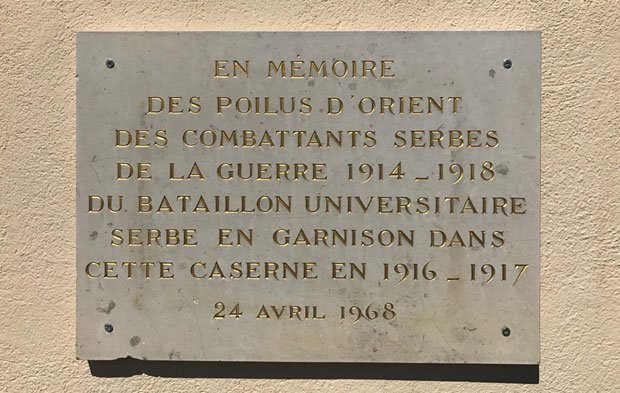 EN MÉMOIRE
DES POILUS D'ORIENT
DES COMBATTANTS SERBES
DE LA GUERRE 1914 _ 1918
DU BATAILLON UNIVERSITAIRE
SERBE EN GARNISON DANS
CETTE CASERNE EN 1916 _ 1917
24 AVRIL 1968